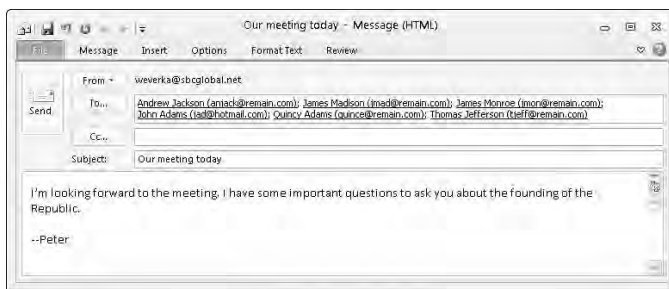 Our meeting today - Message (HTML)
File Message Insert Options Format Text Review
From weverka@sbcglobal.net
Send
To... Andrew Jackson (anjack@remain.com); James Madison (jmad@remain.com); James Monroe (jmon@remain.com);
John Adams (jad@hotmail.com); Quincy Adams (quince@remain.com); Thomas Jefferson (tjeff@remain.com)
Cc...
Subject: Our meeting today
I'm looking forward to the meeting. I have some important questions to ask you about the founding of the
Republic.
--Peter